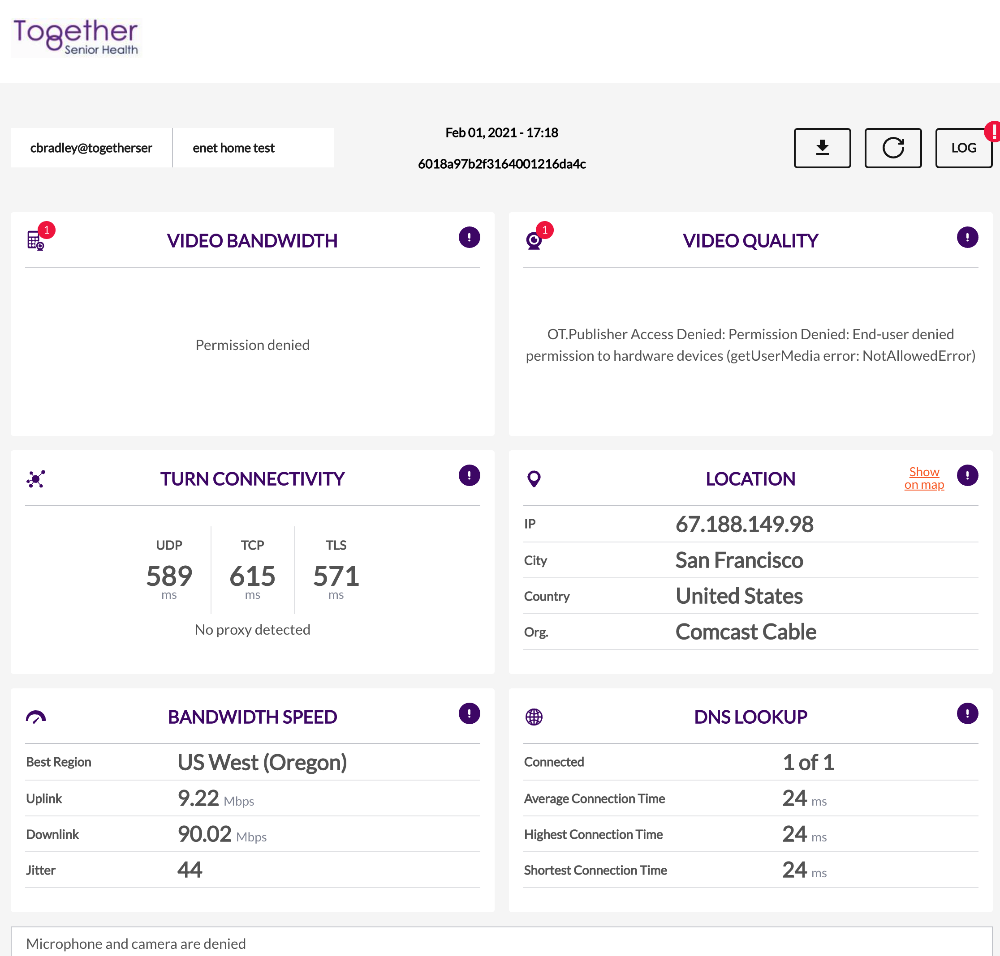 Together
Senior Health
cbradley@togetherser
enet home test
Feb 01, 2021 - 17:18
6018a97b2f3164001216da4c
LOG
!
1
VIDEO BANDWIDTH
!
Permission denied
1
VIDEO QUALITY
!
OT.Publisher Access Denied: Permission Denied: End-user denied
permission to hardware devices (getUserMedia error: NotAllowedError)
TURN CONNECTIVITY
!
UDP TCP TLS
589 615 571
ms ms ms
No proxy detected
LOCATION
Show
on map
!
IP 67.188.149.98
City San Francisco
Country United States
Org. Comcast Cable
BANDWIDTH SPEED
!
Best Region US West (Oregon)
Uplink 9.22 Mbps
Downlink 90.02 Mbps
Jitter 44
DNS LOOKUP
!
Connected 1 of 1
Average Connection Time 24 ms
Highest Connection Time 24 ms
Shortest Connection Time 24 ms
Microphone and camera are denied